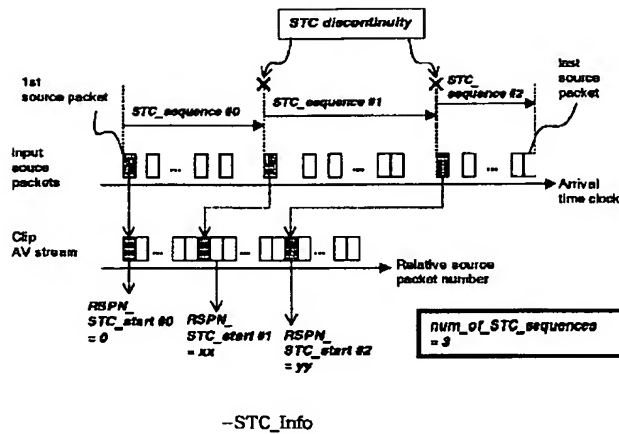 STC discontinuity
1st
source packet
STC_sequence #0
STC_sequence #1
STC_
sequence #2
last
source
packet
Input
souce
packets
...
...
...
...
Arrival
time clock
Clip
AV stream
...
...
...
Relative source
packet number
RSPN_
STC_start #0
= 0
RSPN_
STC_start #1
= xx
RSPN_
STC_start #2
= yy
num_of_STC_sequences
= 3
–STC_Info